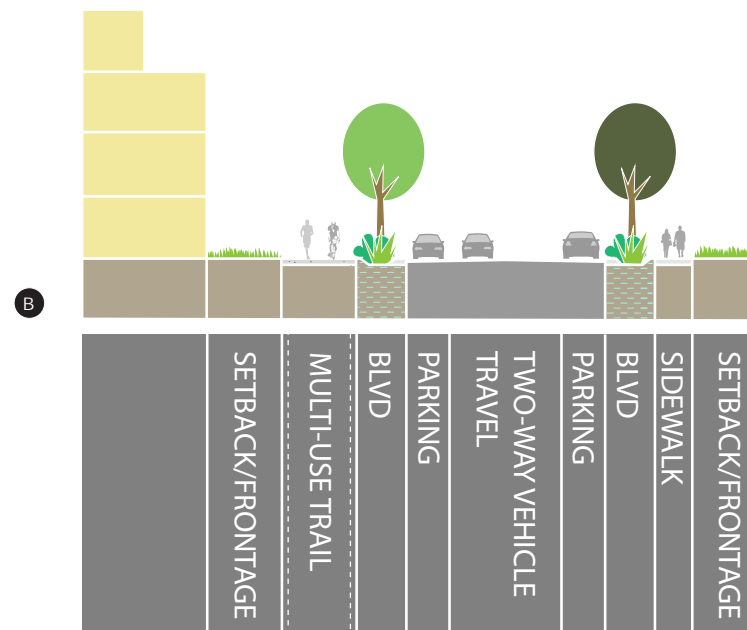 B
SETBACK/FRONTAGE
MULTI-USE TRAIL
BLVD
PARKING
TWO-WAY VEHICLE
TRAVEL
PARKING
BLVD
SIDEWALK
SETBACK/FRONTAGE